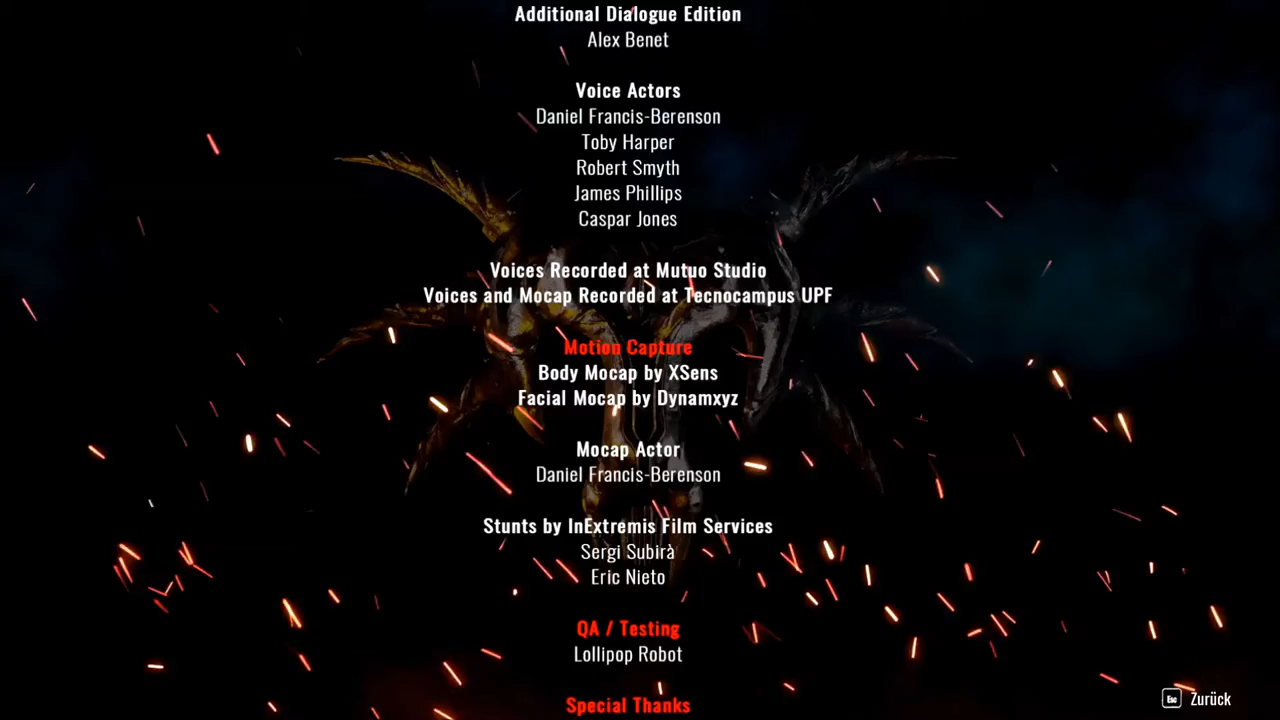 Additional Dialogue Edition
Alex Benet
Voice Actors
Daniel Francis-Berenson
Toby Harper
Robert Smyth
James Phillips
Caspar Jones
Voices Recorded at Mutuo Studio
Voices and Mocap Recorded at Tecnocampus UPF
Motion Capture
Body Mocap by XSens
Facial Mocap by Dynamxyz
Mocap Actor
Daniel Francis-Berenson
Stunts by InExtremis Film Services
Sergi Subirà
Eric Nieto
QA / Testing
Lollipop Robot
Special Thanks
Esc Zurück